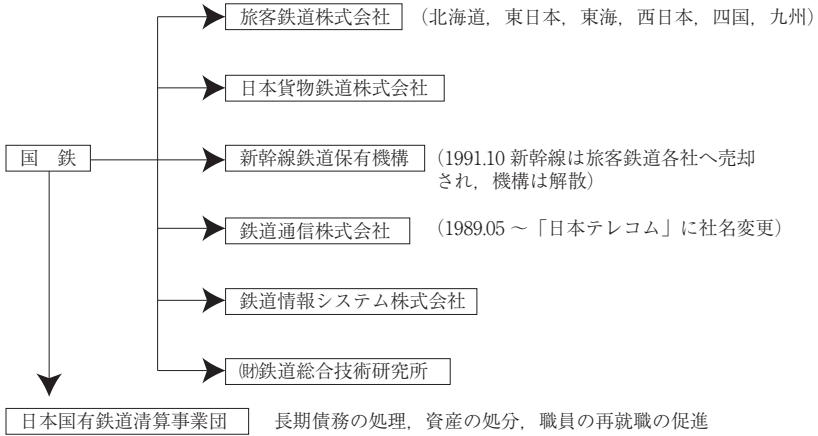 旅客鉄道株式会社 (北海道，東日本，東海，西日本，四国，九州)
日本貨物鉄道株式会社
国 鉄 新幹線鉄道保有機構 (1991.10 新幹線は旅客鉄道各社へ売却
され，機構は解散)
鉄道通信株式会社 (1989.05 ～「日本テレコム」に社名変更)
鉄道情報システム株式会社
㈶鉄道総合技術研究所
日本国有鉄道清算事業団 長期債務の処理，資産の処分，職員の再就職の促進